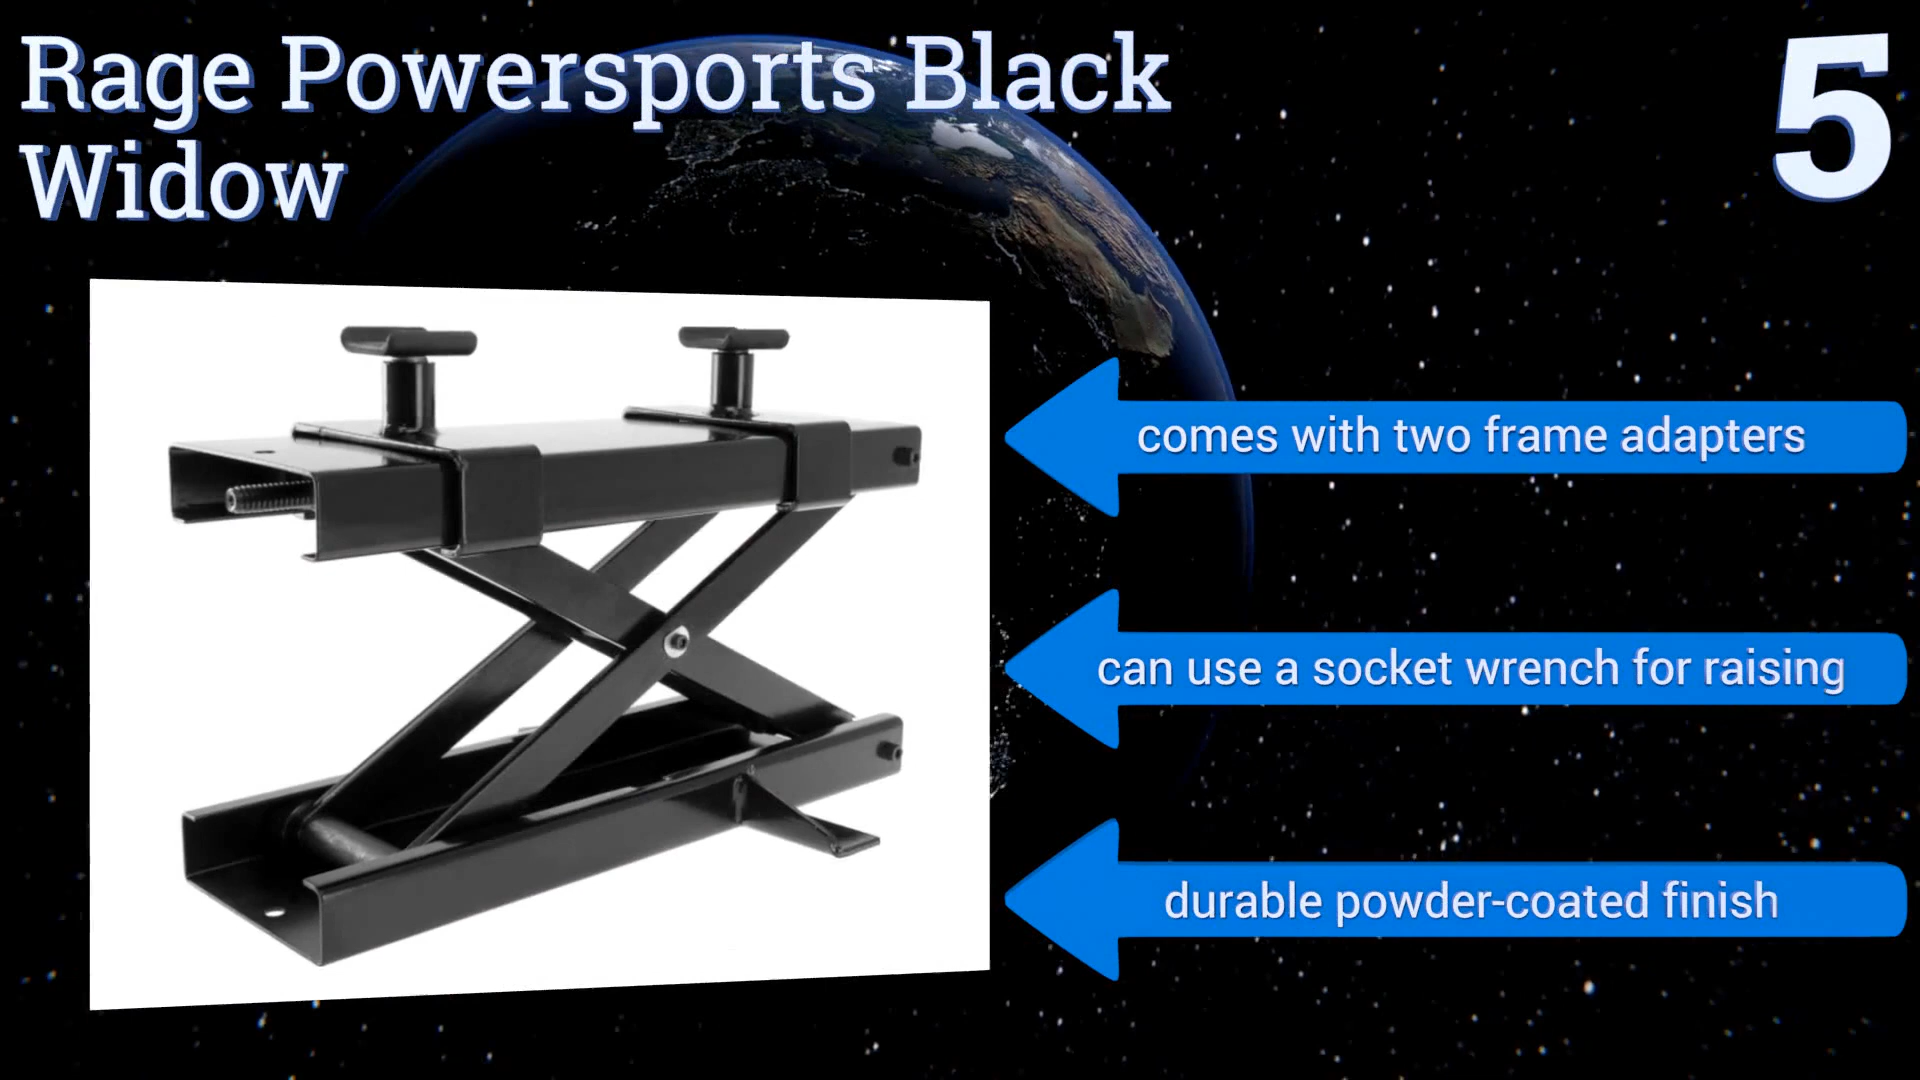 Rage Powersports Black
Widow
5
comes with two frame adapters
can use a socket wrench for raising
durable powder-coated finish